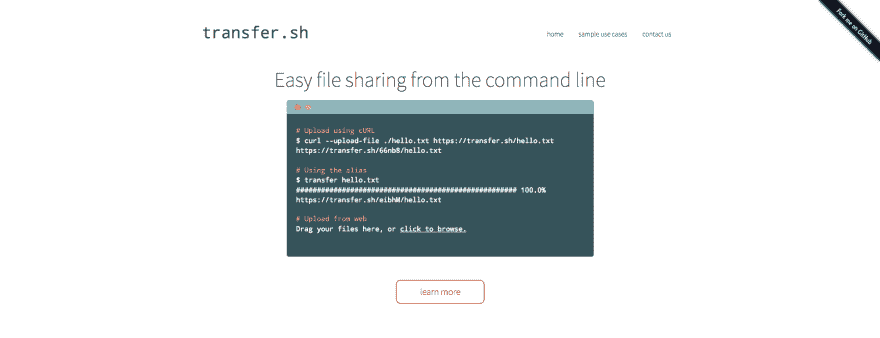 transfer.sh
home sample use cases contact us
Fork me on GitHub
Easy file sharing from the command line
# Upload using cURL
$ curl --upload-file ./hello.txt https://transfer.sh/hello.txt
https://transfer.sh/66nb8/hello.txt
# Using the alias
$ transfer hello.txt
##################################################### 100.0%
https://transfer.sh/eibhM/hello.txt
# Upload from web
Drag your files here, or click to browse.
learn more